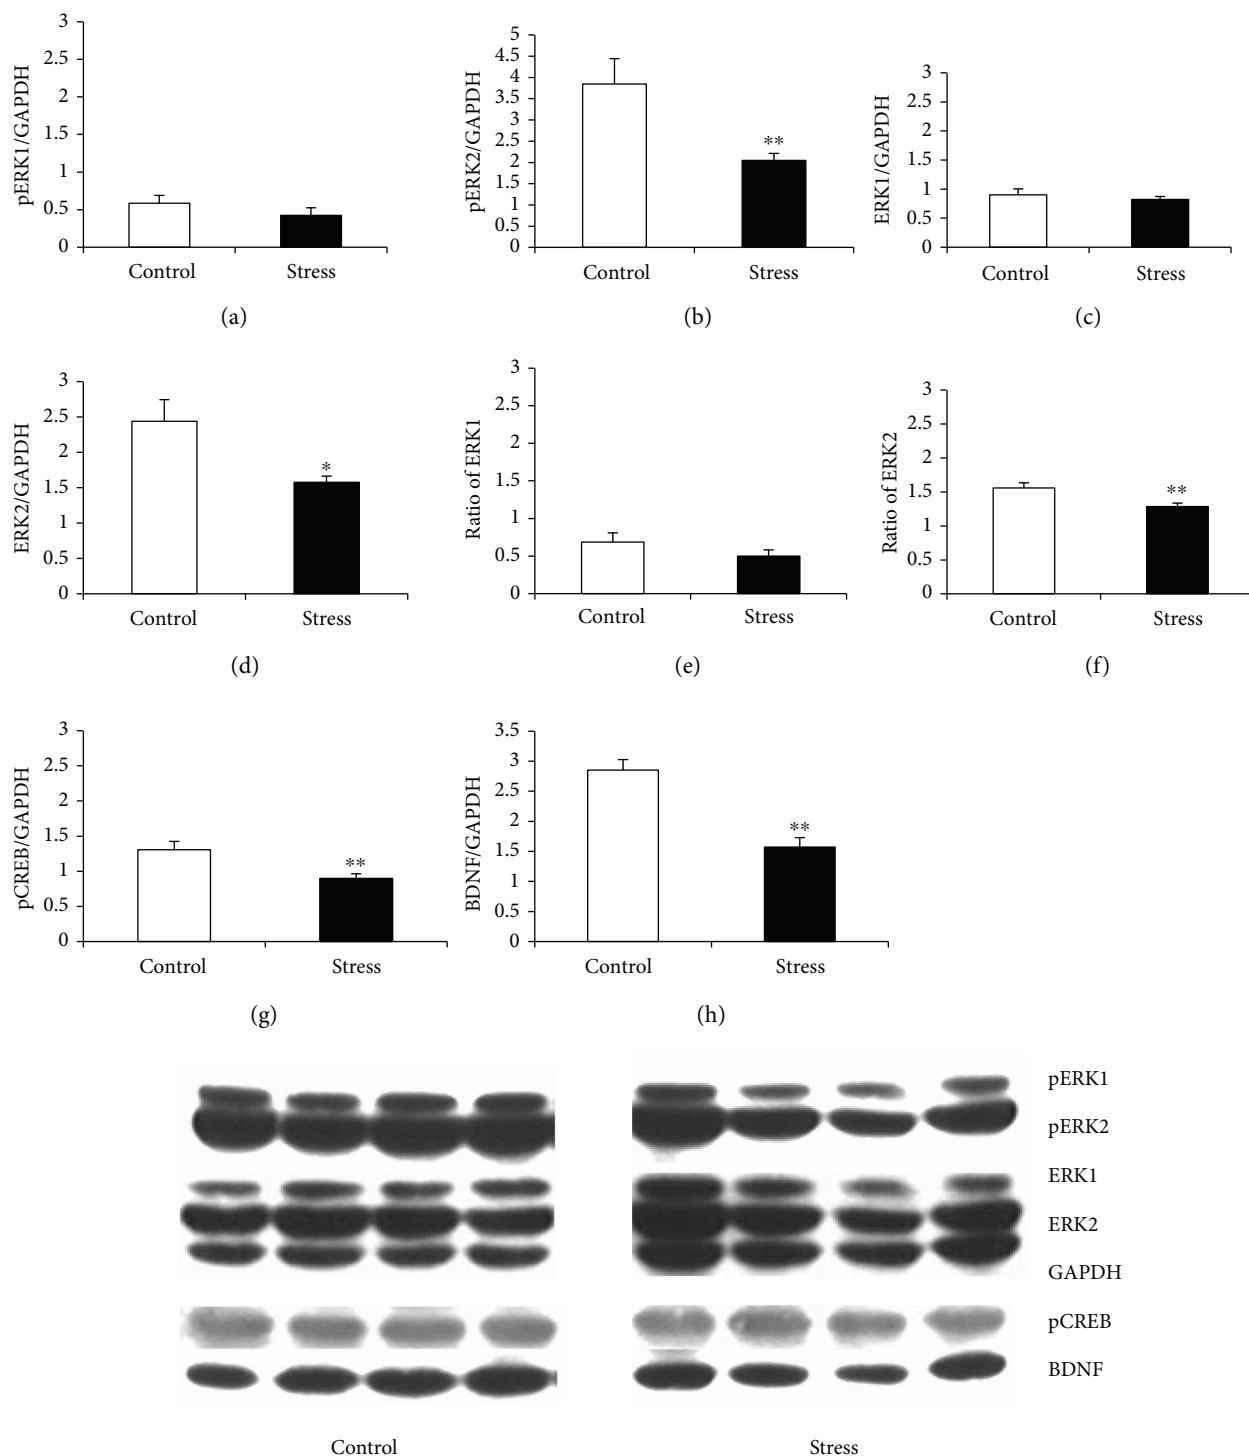 3
2.5
2
1.5
1
0.5
0
pERK1/GAPDH
Control
Stress
(a)
5
4.5
4
3.5
3
2.5
2
1.5
1
0.5
0
pERK2/GAPDH
**
Control
Stress
(b)
3
2.5
2
1.5
1
0.5
0
ERK1/GAPDH
Control
Stress
(c)
3
2.5
2
1.5
1
0.5
0
ERK2/GAPDH
*
Control
Stress
(d)
3
2.5
2
1.5
1
0.5
0
Ratio of ERK1
Control
Stress
(e)
3
2.5
2
1.5
1
0.5
0
Ratio of ERK2
**
Control
Stress
(f)
3
2.5
2
1.5
1
0.5
0
pCREB/GAPDH
**
Control
Stress
(g)
3.5
3
2.5
2
1.5
1
0.5
0
BDNF/GAPDH
**
Control
Stress
(h)
pERK1
pERK2
ERK1
ERK2
GAPDH
pCREB
BDNF
Control
Stress